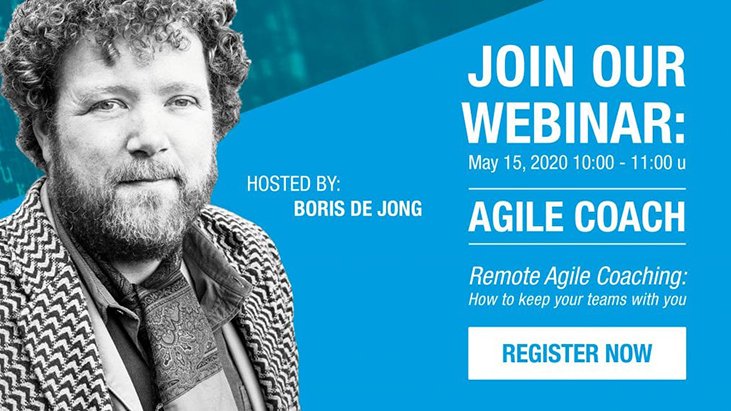 JOIN OUR
WEBINAR:
May 15, 2020 10:00 - 11:00 u
HOSTED BY:
BORIS DE JONG
AGILE COACH
Remote Agile Coaching:
How to keep your teams with you
REGISTER NOW